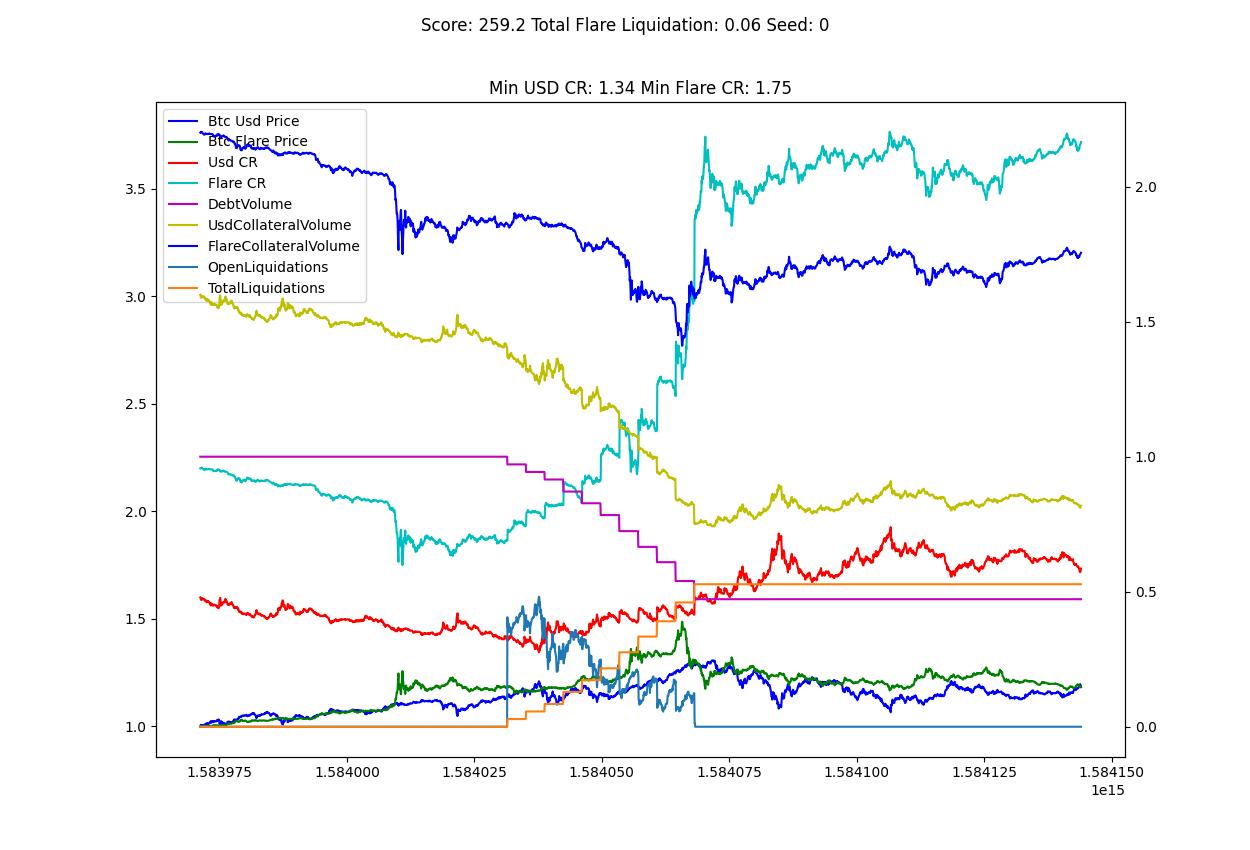 Score: 259.2 Total Flare Liquidation: 0.06 Seed: 0
Min USD CR: 1.34 Min Flare CR: 1.75
Btc Usd Price
Btc Flare Price
Usd CR
Flare CR
DebtVolume
UsdCollateralVolume
FlareCollateralVolume
OpenLiquidations
TotalLiquidations
3.5
3.0
2.5
2.0
1.5
1.0
2.0
1.5
1.0
0.5
0.0
1.583975 1.584000 1.584025 1.584050 1.584075 1.584100 1.584125 1.584150
1e15